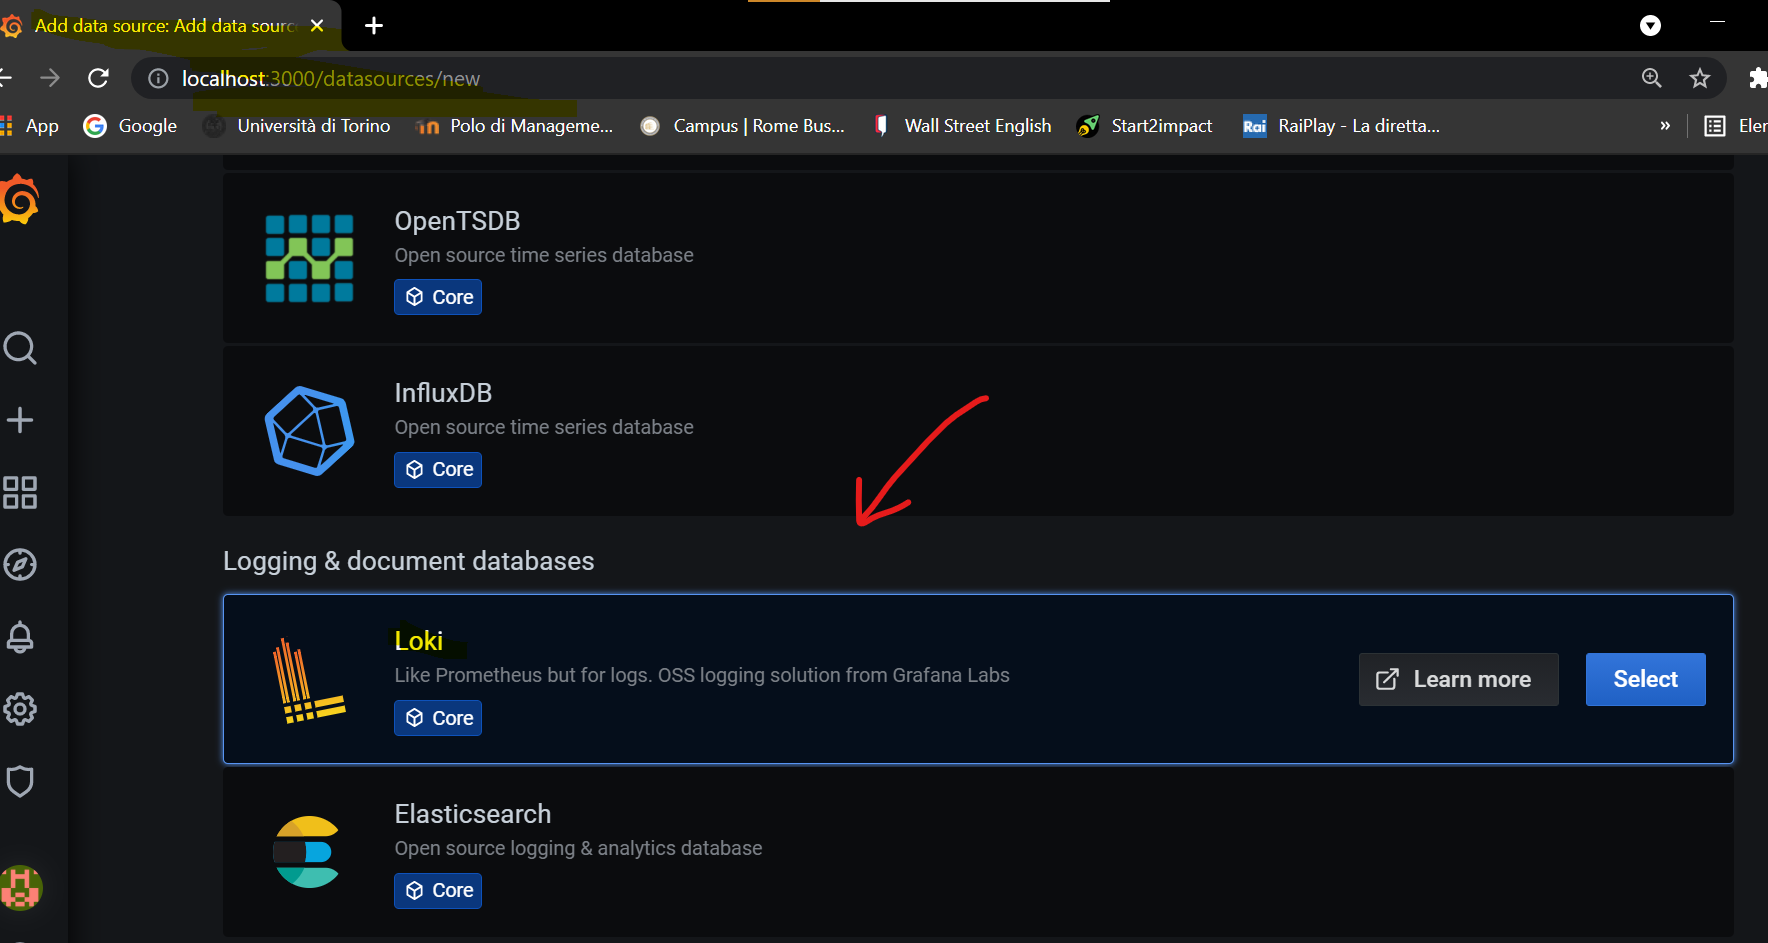 Add data source: Add data sourc
localhost:3000/datasources/new
App Google Università di Torino Polo di Manageme... Campus | Rome Bus... Wall Street English Start2impact Rai RaiPlay - La diretta... » Eler
OpenTSDB
Open source time series database
Core
InfluxDB
Open source time series database
Core
Logging & document databases
Loki
Like Prometheus but for logs. OSS logging solution from Grafana Labs
Core
Learn more
Select
Elasticsearch
Open source logging & analytics database
Core